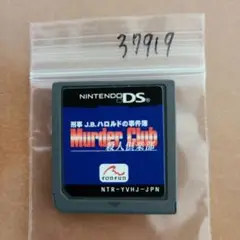 37919
NINTENDO DS
刑事 J.B.ハロルドの事件簿
Murder Club
殺人倶楽部
FONFUN
NTR-YVHJ-JPN